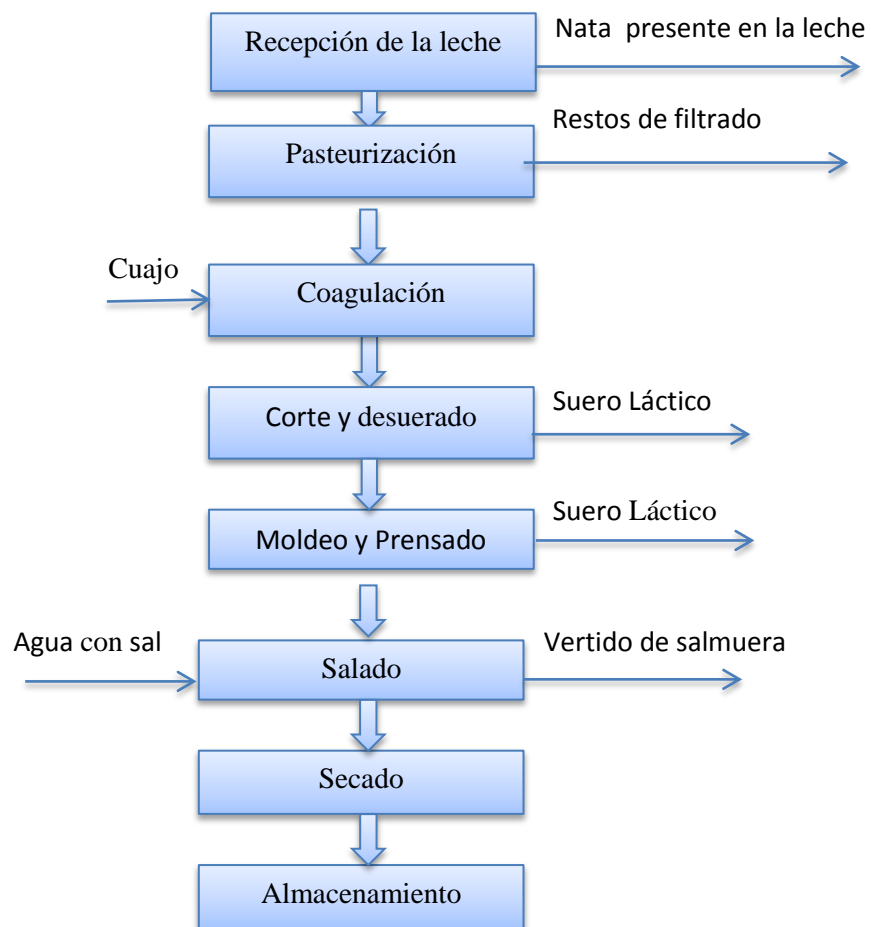 Recepción de la leche
Nata presente en la leche
Restos de filtrado
Pasteurización
Cuajo
Coagulación
Corte y desuerado
Suero Láctico
Moldeo y Prensado
Suero Láctico
Agua con sal
Salado
Vertido de salmuera
Secado
Almacenamiento